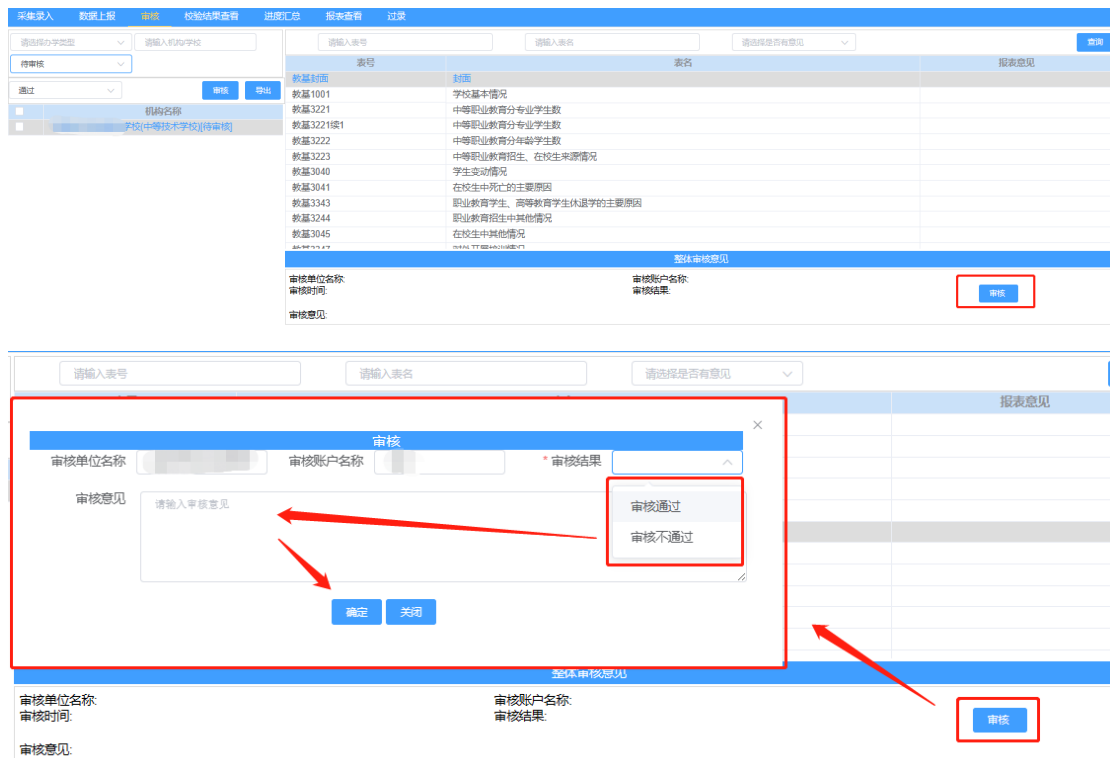 采集录入 数据上报 审核 校验结果查看 进度汇总 报表查看 过录
请选择办学类型 请输入机构/学校 请输入表号 请输入表名 请选择是否有意见 查询
待审核
表号 表名 报表意见
教基封面 封面
通过 审核 导出
教基1001 学校基本情况
机构名称
教基3221 中等职业教育分专业学生数
学校(中等技术学校)[待审核]
教基3221续1 中等职业教育分专业学生数
教基3222 中等职业教育分年龄学生数
教基3223 中等职业教育招生、在校生来源情况
教基3040 学生变动情况
教基3041 在校生中死亡的主要原因
教基3343 职业教育学生、高等教育学生休退学的主要原因
教基3244 职业教育招生中其他情况
教基3045 在校生中其他情况
整体审核意见
审核单位名称: 审核账户名称:
审核时间: 审核结果:
审核
审核意见:
请输入表号 请输入表名 请选择是否有意见
报表意见
审核
审核单位名称 审核账户名称 *审核结果
审核意见 请输入审核意见
审核通过
审核不通过
确定 关闭
整体审核意见
审核单位名称: 审核账户名称:
审核时间: 审核结果:
审核
审核意见: